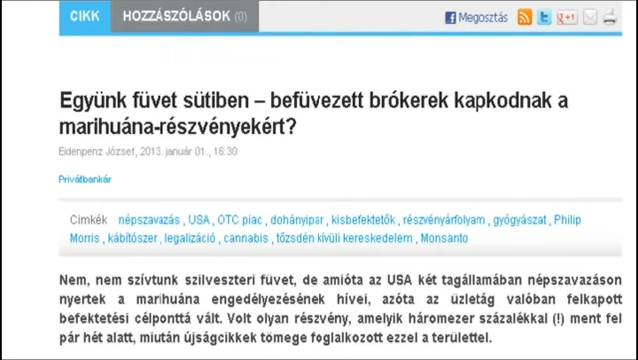 CIKK HOZZÁSZÓLÁSOK (0) Megosztás
Együnk füvet sütiben – befüvezett brókerek kapkodnak a
marihuána-részvényekért?
Eidenpenz József, 2013. január 01., 16:30
Privátbankár
Cimkék népszavazás , USA , OTC piac , dohányipar , kisbefektetők , részvényárfolyam , gyógyászat , Philip
Morris , kábítószer , legalizáció , cannabis , tőzsdén kívüli kereskedelem , Monsanto
Nem, nem szívtunk szilveszteri füvet, de amióta az USA két tagállamában népszavazáson
nyertek a marihuána engedélyezésének hívei, azóta az üzletág valóban felkapott
befektetési célponttá vált. Volt olyan részvény, amelyik háromezer százalékkal (!) ment fel
pár hét alatt, miután újságcikkek tömege foglalkozott ezzel a területtel.